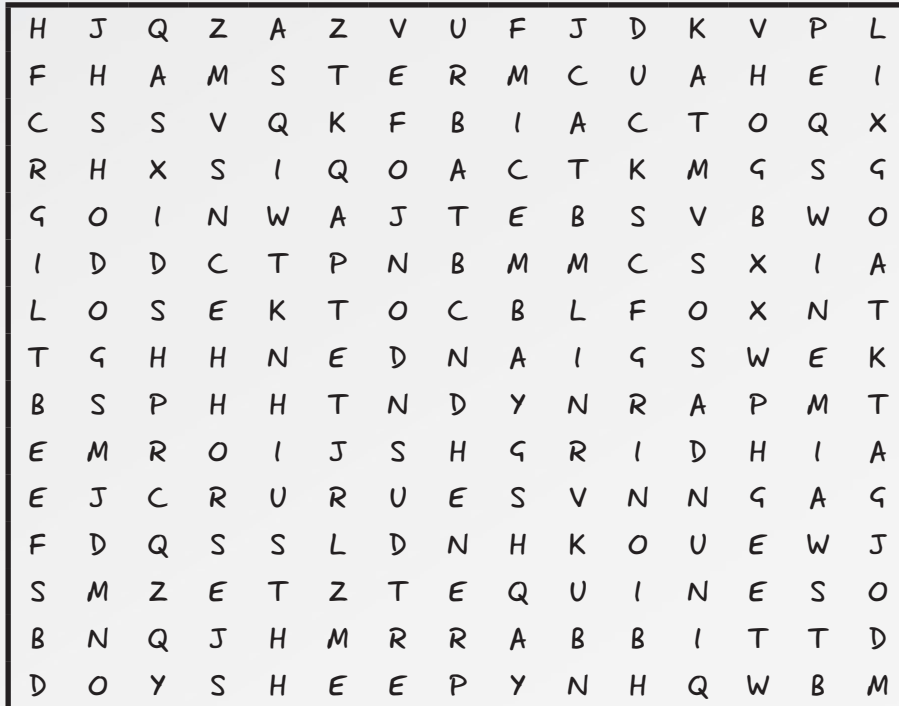 H J Q Z A Z V U F J D K V P L
F H A M S T E R M C U A H E I
C S S V Q K F B I A C T O Q X
R H X S I Q O A C T K M G S G
G O I N W A J T E B S V B W O
I D D C T P N B M M C S X I A
L O S E K T O C B L F O X N T
T G H H N E D N A I G S W E K
B S P H H T N D Y N R A P M T
E M R O I J S H G R I D H I A
E J C R U R U E S V N N G A G
F D Q S S L D N H K O U E W J
S M Z E T Z T E Q U I N E S O
B N Q J H M R R A B B I T T D
D O Y S H E E P Y N H Q W B M